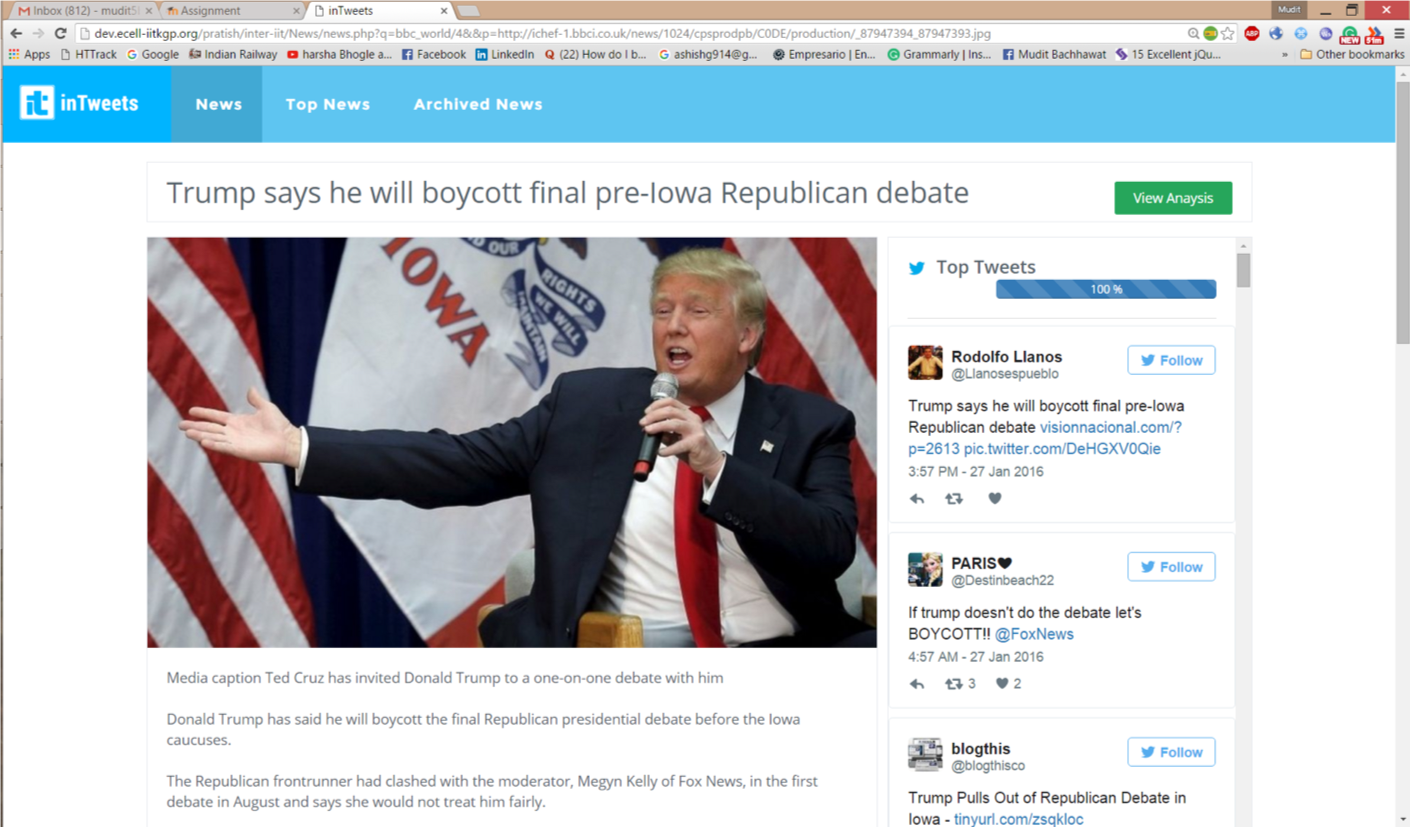 Inbox (812) - mudit5
Assignment
inTweets
Mudit
dev.ecell-iitkgp.org/pratish/inter-iit/News/news.php?q=bbc_world/4&&p=http://ichef-1.bbci.co.uk/news/1024/cpsprodpb/C0DE/production/_87947394_87947393.jpg
ABP
NEW
51m
Apps HTTrack Google Indian Railway harsha Bhogle a... Facebook LinkedIn (22) How do I b... ashishg914@g... Empresario | En... Grammarly | Ins... Mudit Bachhawat 15 Excellent jQu... » Other bookmarks
it inTweets News Top News Archived News
Trump says he will boycott final pre-Iowa Republican debate
View Anaysis
IOWA
OUR
RIGHTS
WE WILL
MAINTAIN
Media caption Ted Cruz has invited Donald Trump to a one-on-one debate with him
Donald Trump has said he will boycott the final Republican presidential debate before the Iowa
caucuses.
The Republican frontrunner had clashed with the moderator, Megyn Kelly of Fox News, in the first
debate in August and says she would not treat him fairly.
Top Tweets
100 %
Rodolfo Llanos
@Llanosespueblo
Follow
Trump says he will boycott final pre-Iowa
Republican debate visionnacional.com/?
p=2613 pic.twitter.com/DeHGXV0Qie
3:57 PM - 27 Jan 2016
PARIS♥
@Destinbeach22
Follow
If trump doesn't do the debate let's
BOYCOTT!! @FoxNews
4:57 AM - 27 Jan 2016
3 2
blogthis
@blogthisco
Follow
Trump Pulls Out of Republican Debate in
Iowa - tinyurl.com/zsqkloc